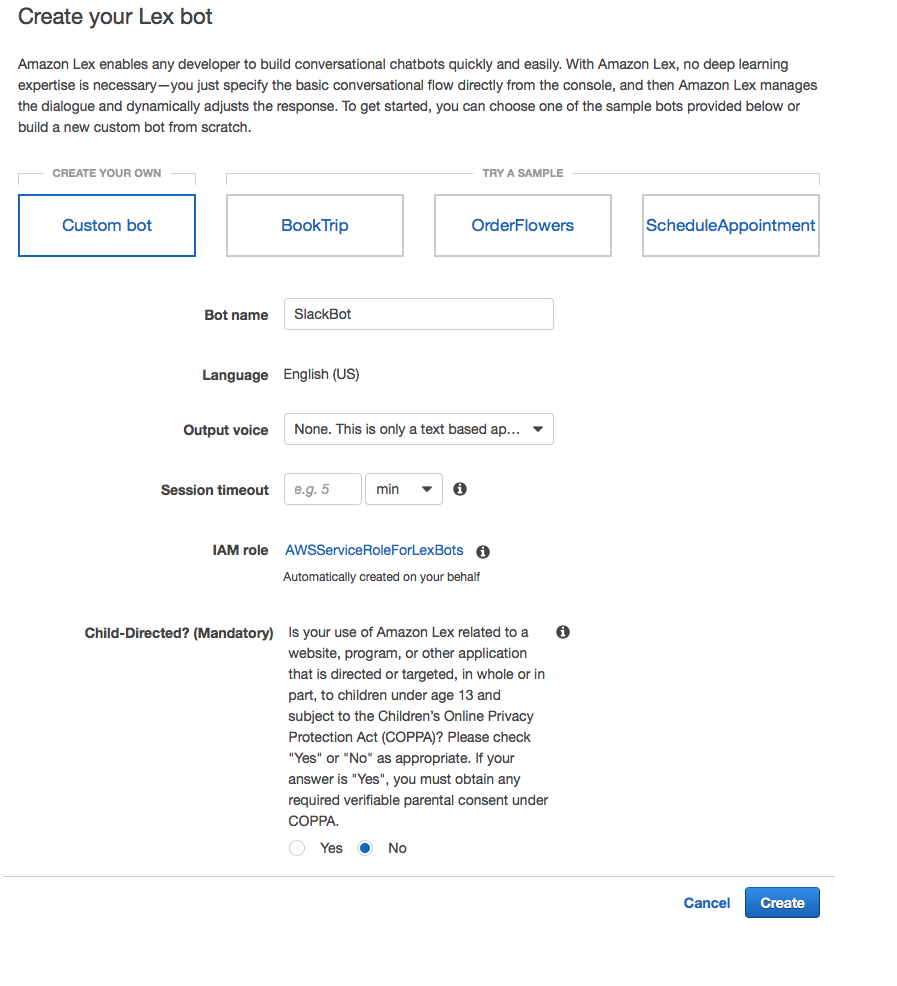 Create your Lex bot
Amazon Lex enables any developer to build conversational chatbots quickly and easily. With Amazon Lex, no deep learning
expertise is necessary—you just specify the basic conversational flow directly from the console, and then Amazon Lex manages
the dialogue and dynamically adjusts the response. To get started, you can choose one of the sample bots provided below or
build a new custom bot from scratch.
CREATE YOUR OWN TRY A SAMPLE
Custom bot BookTrip OrderFlowers ScheduleAppointment
Bot name SlackBot
Language English (US)
Output voice None. This is only a text based ap...
Session timeout e.g. 5 min
IAM role AWSServiceRoleForLexBots
Automatically created on your behalf
Child-Directed? (Mandatory) Is your use of Amazon Lex related to a
website, program, or other application
that is directed or targeted, in whole or in
part, to children under age 13 and
subject to the Children's Online Privacy
Protection Act (COPPA)? Please check
"Yes" or "No" as appropriate. If your
answer is "Yes", you must obtain any
required verifiable parental consent under
COPPA.
Yes No
Cancel Create